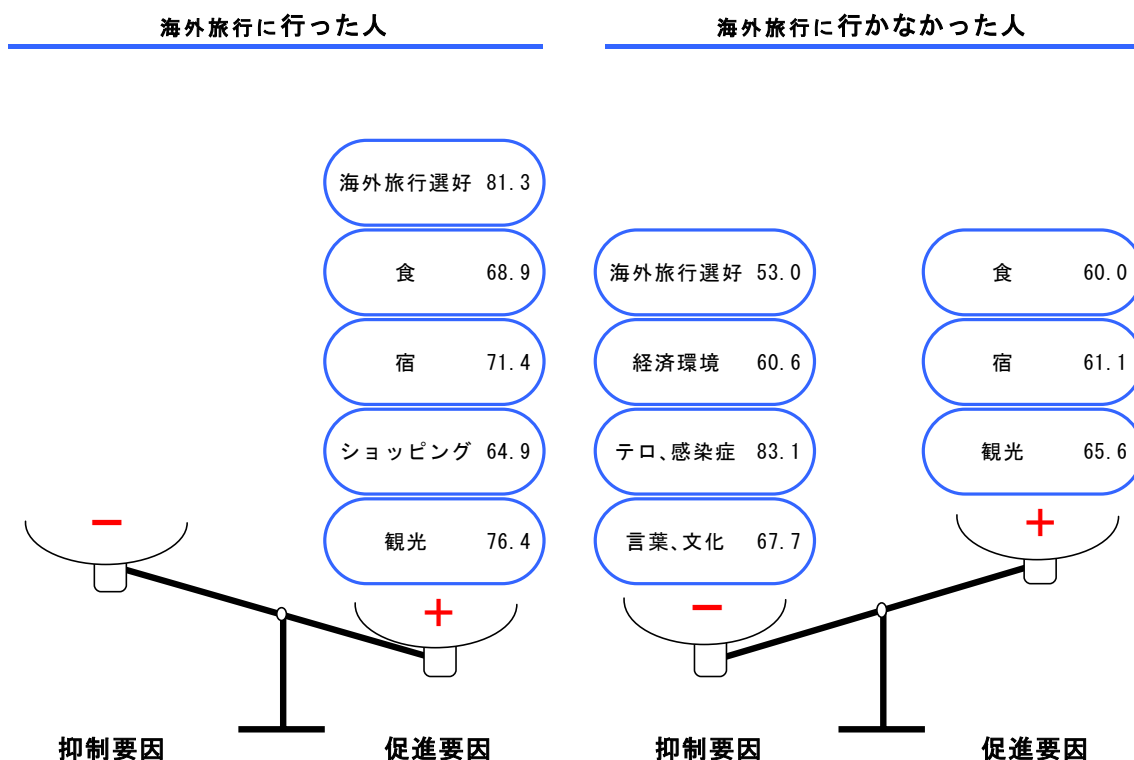 海外旅行に行った人
海外旅行選好 81.3
食 68.9
宿 71.4
ショッピング 64.9
観光 76.4
−
+
抑制要因
促進要因
海外旅行に行かなかった人
海外旅行選好 53.0
経済環境 60.6
テロ、感染症 83.1
言葉、文化 67.7
−
食 60.0
宿 61.1
観光 65.6
+
抑制要因
促進要因